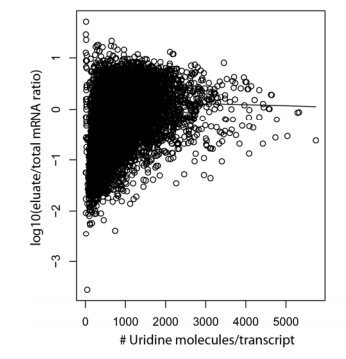 log10(eluate/total mRNA ratio)
1
0
−1
−2
−3
0 1000 2000 3000 4000 5000
# Uridine molecules/transcript